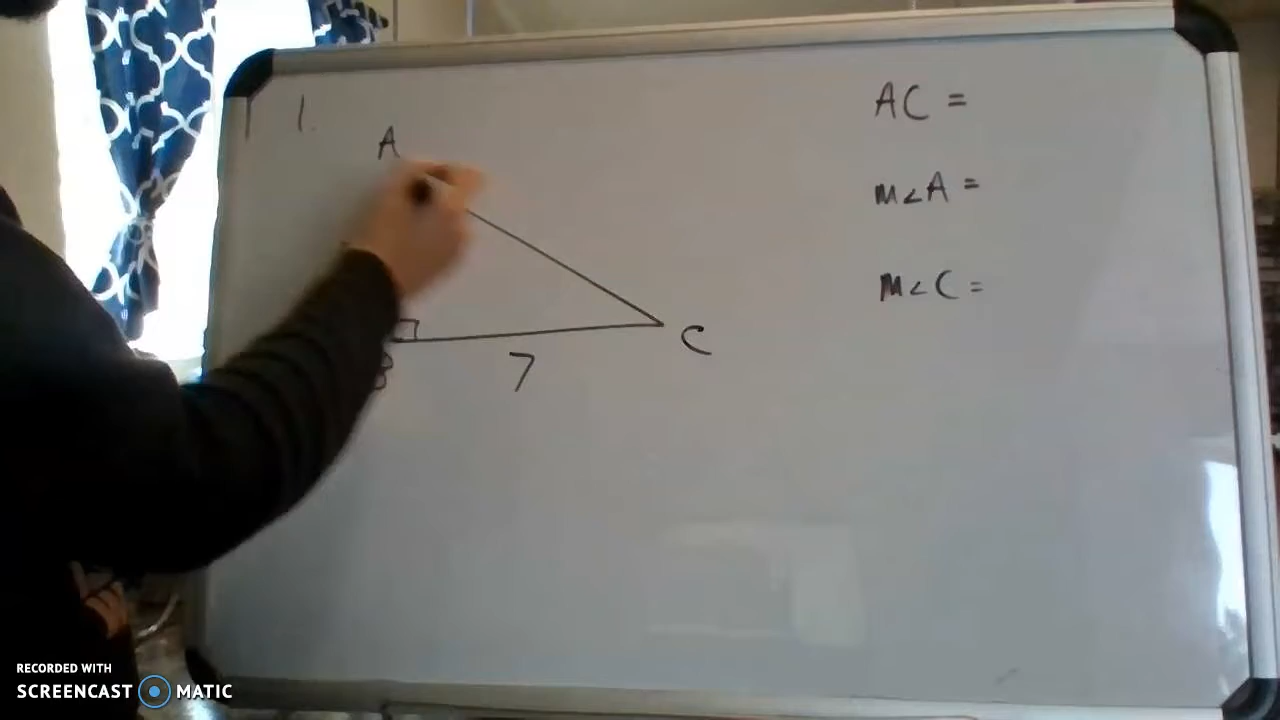 1.
A
AC =
m∠A =
m∠C =
B
7
C
RECORDED WITH
SCREENCAST MATIC